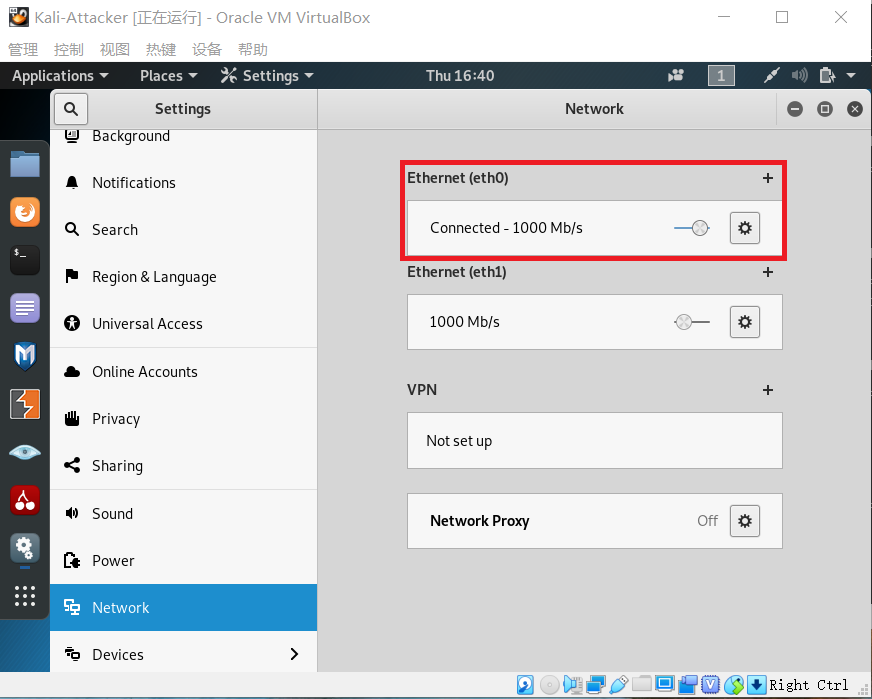 Kali-Attacker [正在运行] - Oracle VM VirtualBox
管理 控制 视图 热键 设备 帮助
Applications Places Settings Thu 16:40 1
Settings Network
Background
Notifications
Search
Region & Language
Universal Access
Online Accounts
Privacy
Sharing
Sound
Power
Network
Devices
Ethernet (eth0) +
Connected - 1000 Mb/s
Ethernet (eth1) +
1000 Mb/s
VPN +
Not set up
Network Proxy Off
Right Ctrl